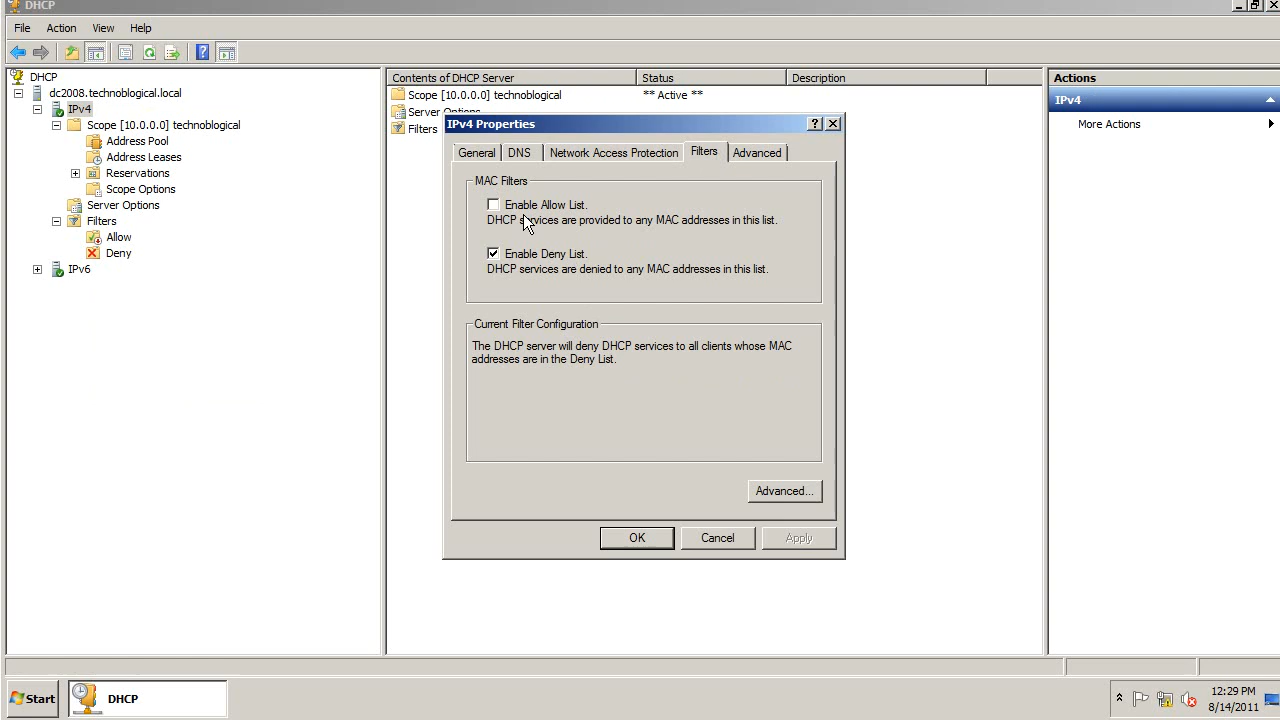 DHCP
File Action View Help
DHCP
dc2008.technoblogical.local
IPv4
Scope [10.0.0.0] technoblogical
Address Pool
Address Leases
Reservations
Scope Options
Server Options
Filters
Allow
Deny
IPv6
Contents of DHCP Server Status Description
Scope [10.0.0.0] technoblogical ** Active **
Server Options
Filters
IPv4 Properties
General DNS Network Access Protection Filters Advanced
MAC Filters
Enable Allow List.
DHCP services are provided to any MAC addresses in this list.
Enable Deny List.
DHCP services are denied to any MAC addresses in this list.
Current Filter Configuration
The DHCP server will deny DHCP services to all clients whose MAC
addresses are in the Deny List.
Advanced...
OK Cancel Apply
Actions
IPv4
More Actions
Start DHCP
12:29 PM
8/14/2011